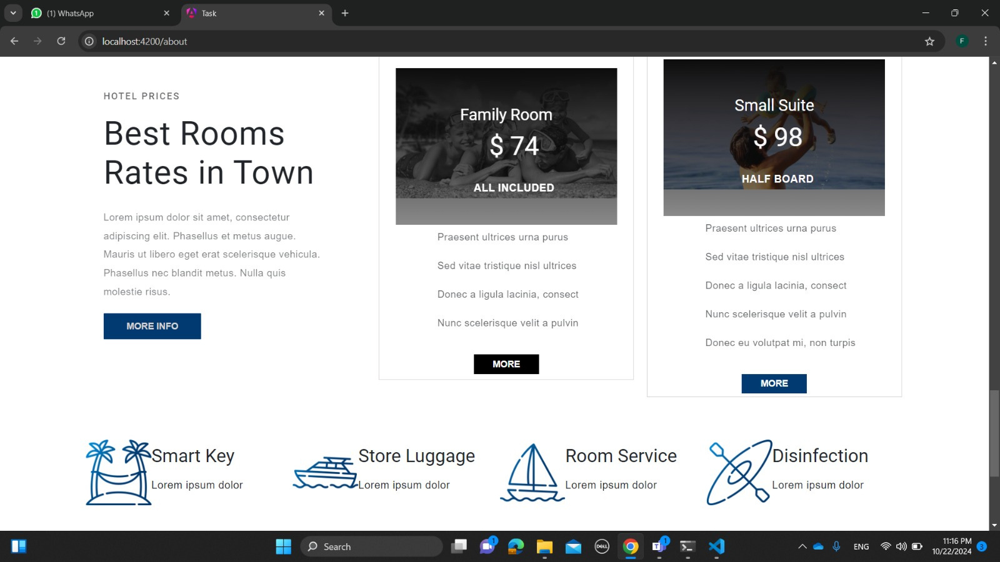 (1) WhatsApp
Task
localhost:4200/about
F
HOTEL PRICES
Best Rooms
Rates in Town
Lorem ipsum dolor sit amet, consectetur
adipiscing elit. Phasellus et metus augue.
Mauris ut libero eget erat scelerisque vehicula.
Phasellus nec blandit metus. Nulla quis
molestie risus.
MORE INFO
Family Room
$ 74
ALL INCLUDED
Praesent ultrices urna purus
Sed vitae tristique nisl ultrices
Donec a ligula lacinia, consect
Nunc scelerisque velit a pulvin
MORE
Small Suite
$ 98
HALF BOARD
Praesent ultrices urna purus
Sed vitae tristique nisl ultrices
Donec a ligula lacinia, consect
Nunc scelerisque velit a pulvin
Donec eu volutpat mi, non turpis
MORE
Smart Key
Lorem ipsum dolor
Store Luggage
Lorem ipsum dolor
Room Service
Lorem ipsum dolor
Disinfection
Lorem ipsum dolor
Search
1
DELL
1
ENG
11:16 PM
10/22/2024
3